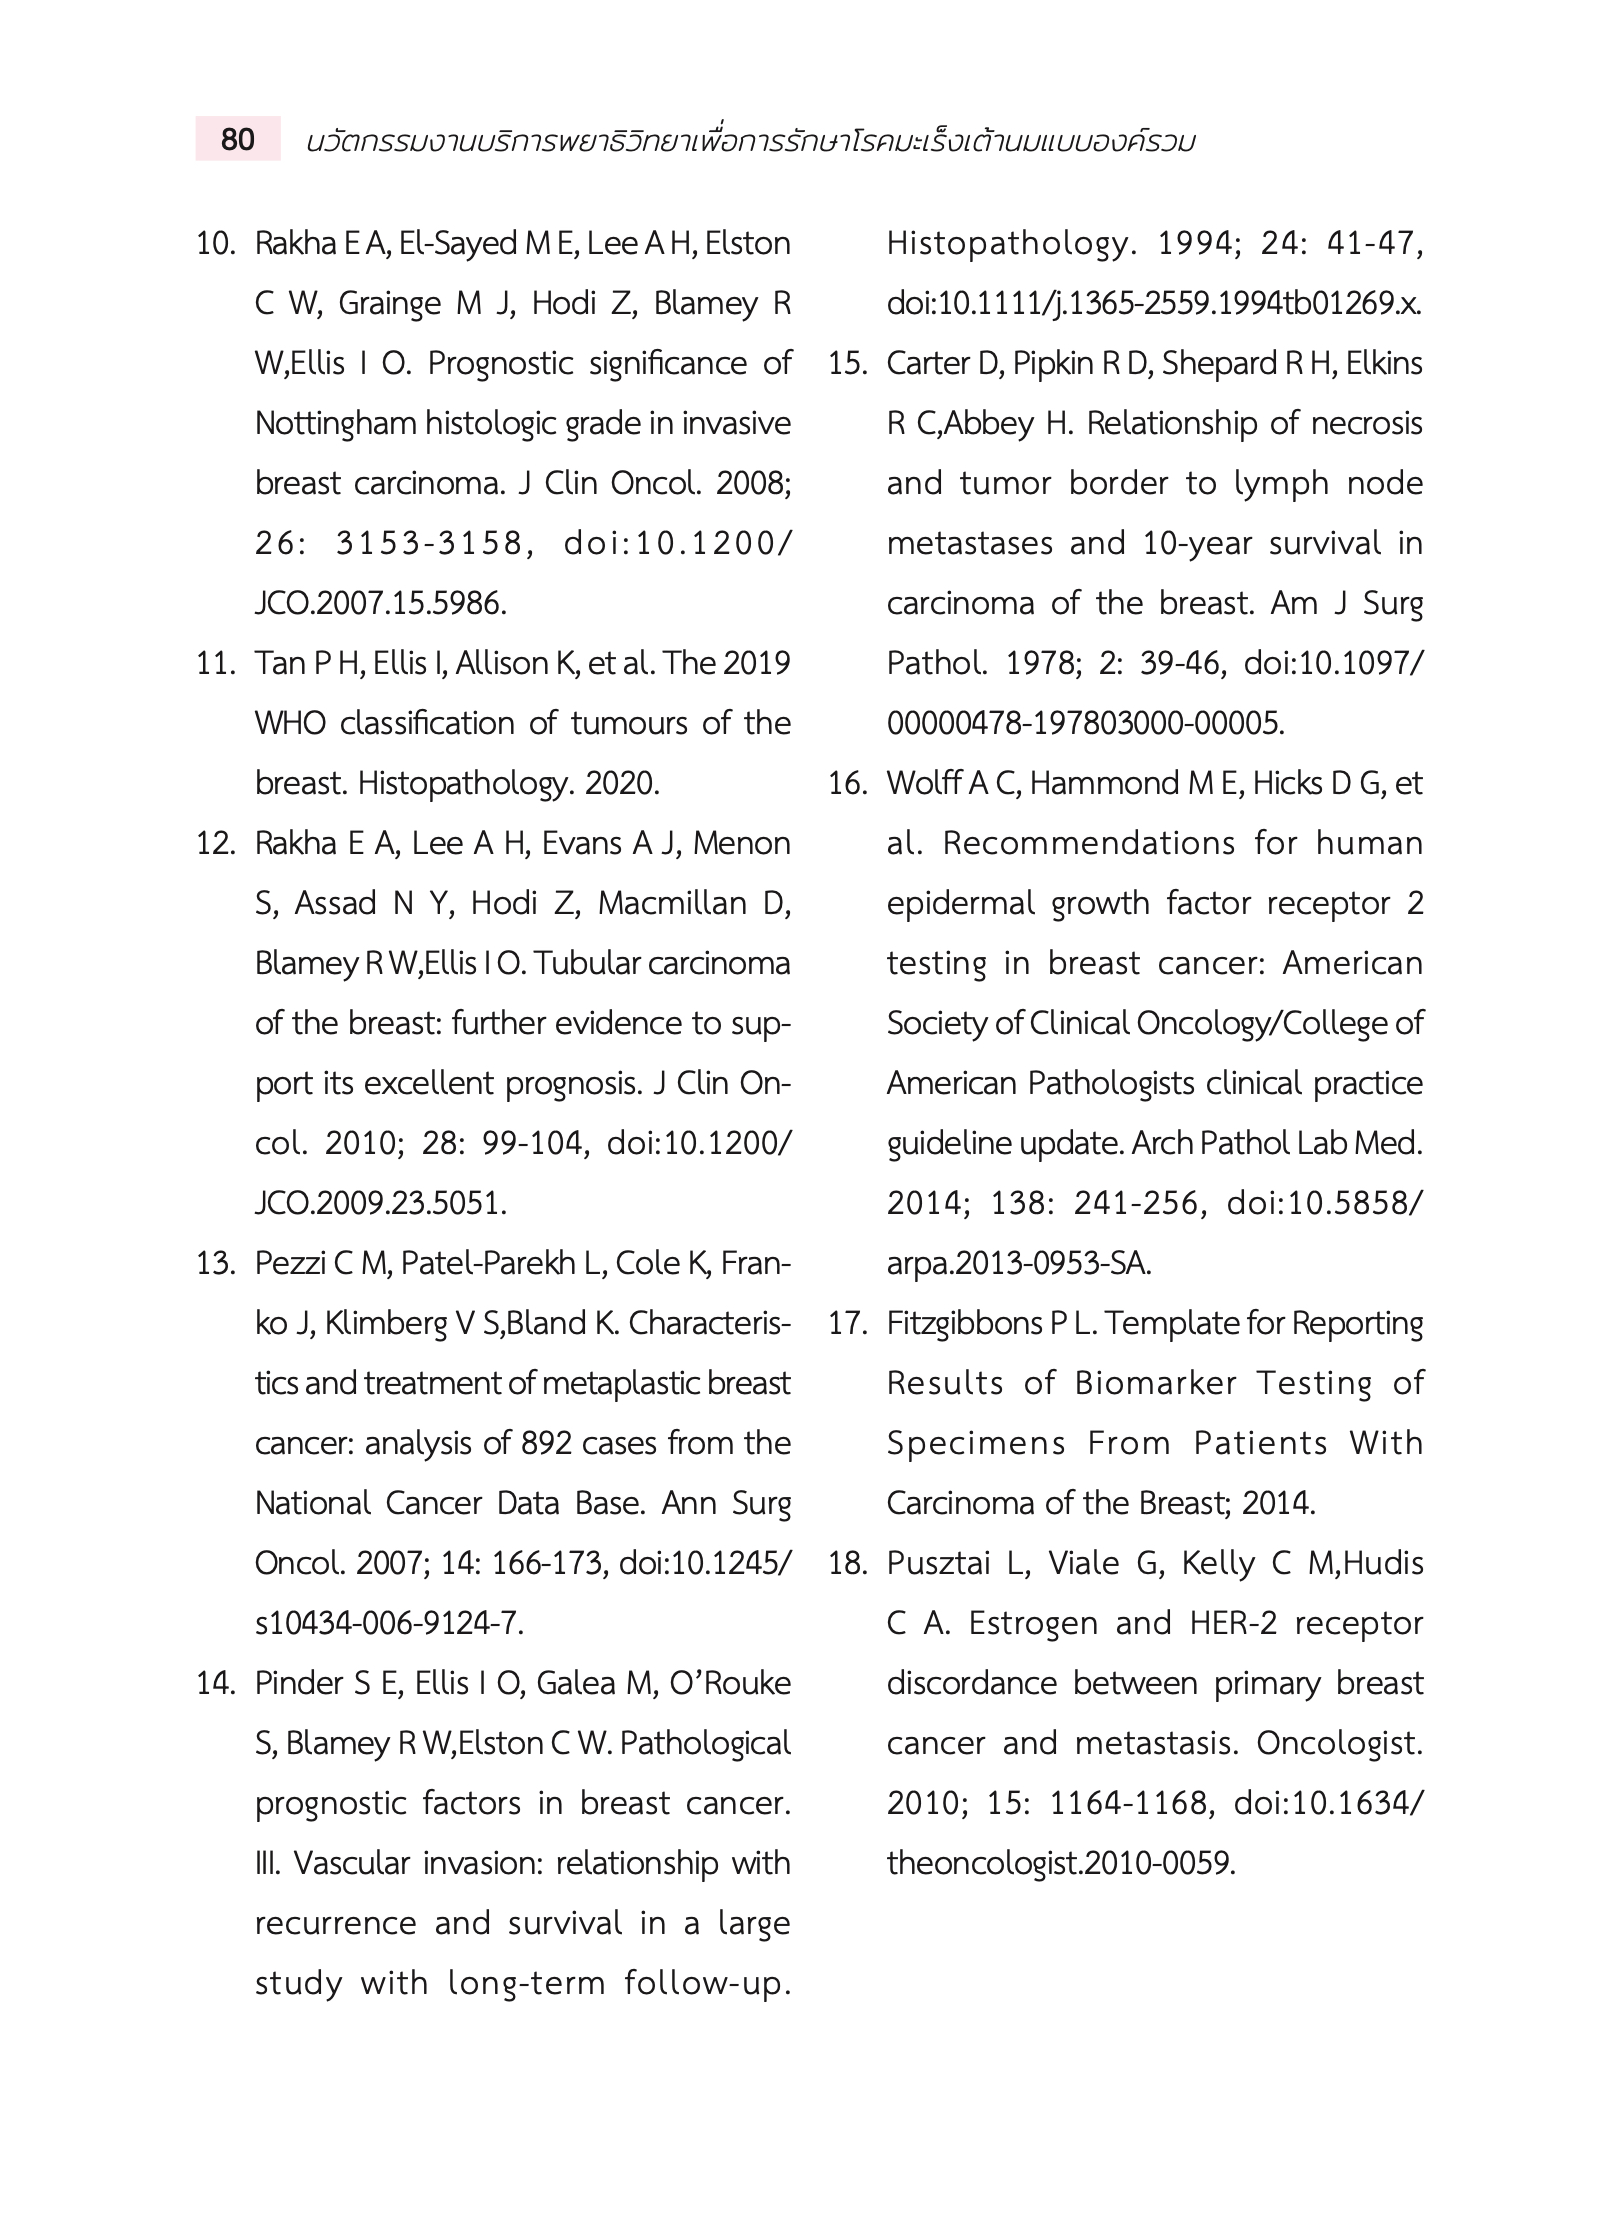 80 นวัตกรรมงานบริการพยาธิวิทยาเพื่อการรักษาโรคมะเร็งเต้านมแบบองค์รวม
10. Rakha E A, El-Sayed M E, Lee A H, Elston
C W, Grainge M J, Hodi Z, Blamey R
W,Ellis I O. Prognostic significance of
Nottingham histologic grade in invasive
breast carcinoma. J Clin Oncol. 2008;
26: 3153-3158, doi:10.1200/
JCO.2007.15.5986.
11. Tan P H, Ellis I, Allison K, et al. The 2019
WHO classification of tumours of the
breast. Histopathology. 2020.
12. Rakha E A, Lee A H, Evans A J, Menon
S, Assad N Y, Hodi Z, Macmillan D,
Blamey R W,Ellis I O. Tubular carcinoma
of the breast: further evidence to sup-
port its excellent prognosis. J Clin On-
col. 2010; 28: 99-104, doi:10.1200/
JCO.2009.23.5051.
13. Pezzi C M, Patel-Parekh L, Cole K, Fran-
ko J, Klimberg V S,Bland K. Characteris-
tics and treatment of metaplastic breast
cancer: analysis of 892 cases from the
National Cancer Data Base. Ann Surg
Oncol. 2007; 14: 166-173, doi:10.1245/
s10434-006-9124-7.
14. Pinder S E, Ellis I O, Galea M, O’Rouke
S, Blamey R W,Elston C W. Pathological
prognostic factors in breast cancer.
III. Vascular invasion: relationship with
recurrence and survival in a large
study with long-term follow-up.
Histopathology. 1994; 24: 41-47,
doi:10.1111/j.1365-2559.1994tb01269.x.
15. Carter D, Pipkin R D, Shepard R H, Elkins
R C,Abbey H. Relationship of necrosis
and tumor border to lymph node
metastases and 10-year survival in
carcinoma of the breast. Am J Surg
Pathol. 1978; 2: 39-46, doi:10.1097/
00000478-197803000-00005.
16. Wolff A C, Hammond M E, Hicks D G, et
al. Recommendations for human
epidermal growth factor receptor 2
testing in breast cancer: American
Society of Clinical Oncology/College of
American Pathologists clinical practice
guideline update. Arch Pathol Lab Med.
2014; 138: 241-256, doi:10.5858/
arpa.2013-0953-SA.
17. Fitzgibbons P L. Template for Reporting
Results of Biomarker Testing of
Specimens From Patients With
Carcinoma of the Breast; 2014.
18. Pusztai L, Viale G, Kelly C M,Hudis
C A. Estrogen and HER-2 receptor
discordance between primary breast
cancer and metastasis. Oncologist.
2010; 15: 1164-1168, doi:10.1634/
theoncologist.2010-0059.